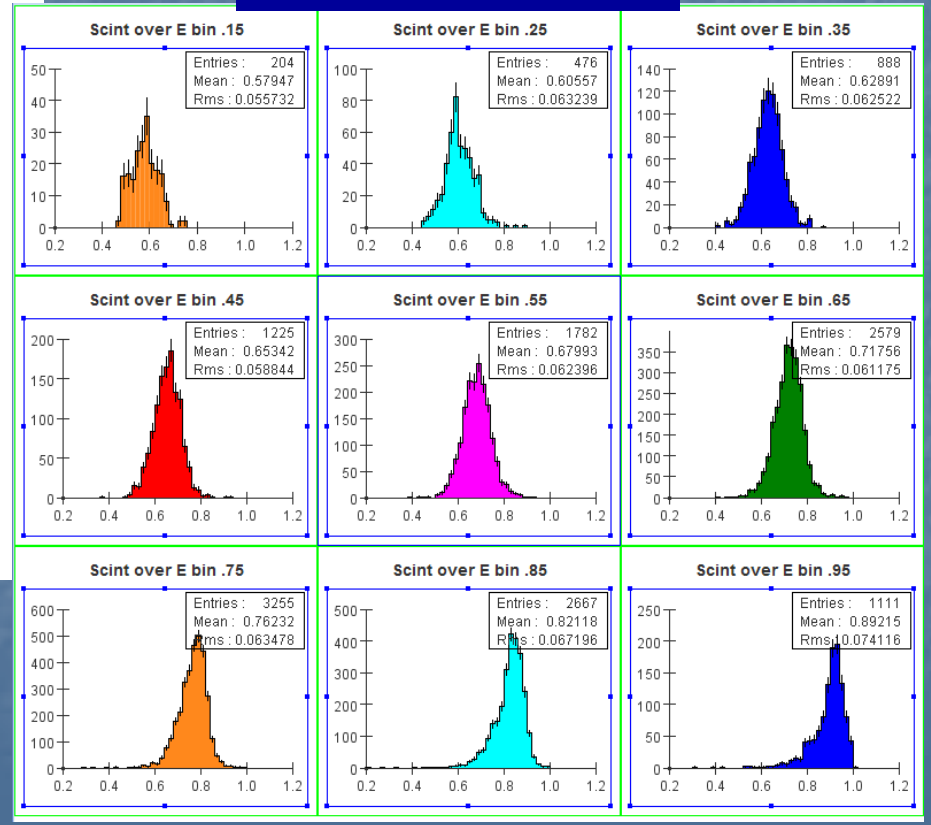 Scint over E bin .15
Entries : 204
Mean : 0.57947
Rms : 0.055732
50
40
30
20
10
0
0.2 0.4 0.6 0.8 1.0 1.2
Scint over E bin .25
Entries : 476
Mean : 0.60557
Rms : 0.063239
100
80
60
40
20
0
0.2 0.4 0.6 0.8 1.0 1.2
Scint over E bin .35
Entries : 888
Mean : 0.62891
Rms : 0.062522
140
120
100
80
60
40
20
0
0.2 0.4 0.6 0.8 1.0 1.2
Scint over E bin .45
Entries : 1225
Mean : 0.65342
Rms : 0.058844
200
150
100
50
0
0.2 0.4 0.6 0.8 1.0 1.2
Scint over E bin .55
Entries : 1782
Mean : 0.67993
Rms : 0.062396
300
250
200
150
100
50
0
0.2 0.4 0.6 0.8 1.0 1.2
Scint over E bin .65
Entries : 2579
Mean : 0.71756
Rms : 0.061175
350
300
250
200
150
100
50
0
0.2 0.4 0.6 0.8 1.0 1.2
Scint over E bin .75
Entries : 3255
Mean : 0.76232
Rms : 0.063478
600
500
400
300
200
100
0
0.2 0.4 0.6 0.8 1.0 1.2
Scint over E bin .85
Entries : 2667
Mean : 0.82118
Rms : 0.067196
500
400
300
200
100
0
0.2 0.4 0.6 0.8 1.0 1.2
Scint over E bin .95
Entries : 1111
Mean : 0.89215
Rms : 0.074116
250
200
150
100
50
0
0.2 0.4 0.6 0.8 1.0 1.2